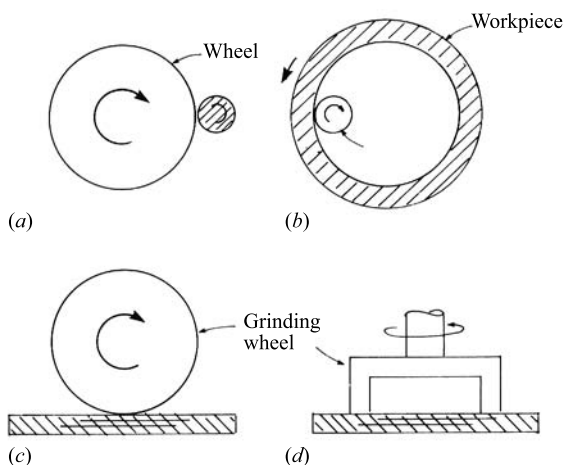 Wheel
Workpiece
(a)
(b)
Grinding
wheel
(c)
(d)